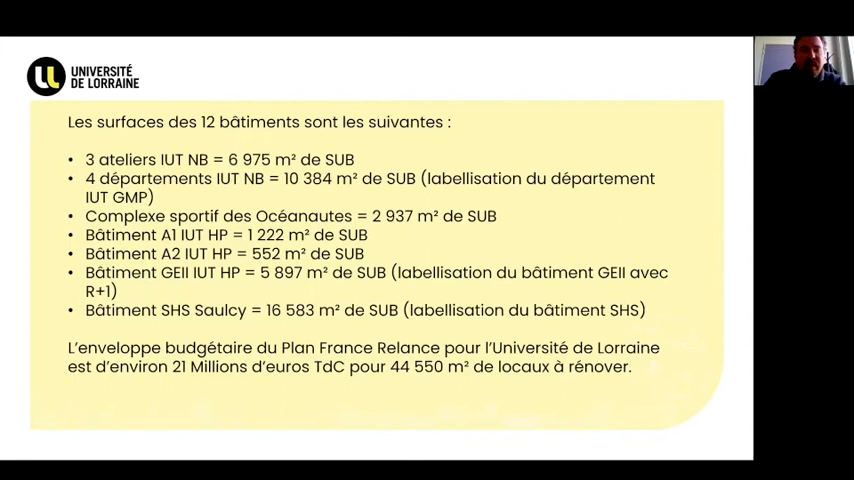 UNIVERSITÉ
DE LORRAINE
Les surfaces des 12 bâtiments sont les suivantes :
• 3 ateliers IUT NB = 6 975 m² de SUB
• 4 départements IUT NB = 10 384 m² de SUB (labellisation du département
IUT GMP)
• Complexe sportif des Océanautes = 2 937 m² de SUB
• Bâtiment A1 IUT HP = 1 222 m² de SUB
• Bâtiment A2 IUT HP = 552 m² de SUB
• Bâtiment GEII IUT HP = 5 897 m² de SUB (labellisation du bâtiment GEII avec
R+1)
• Bâtiment SHS Saulcy = 16 583 m² de SUB (labellisation du bâtiment SHS)
L'enveloppe budgétaire du Plan France Relance pour l'Université de Lorraine
est d'environ 21 Millions d'euros TdC pour 44 550 m² de locaux à rénover.